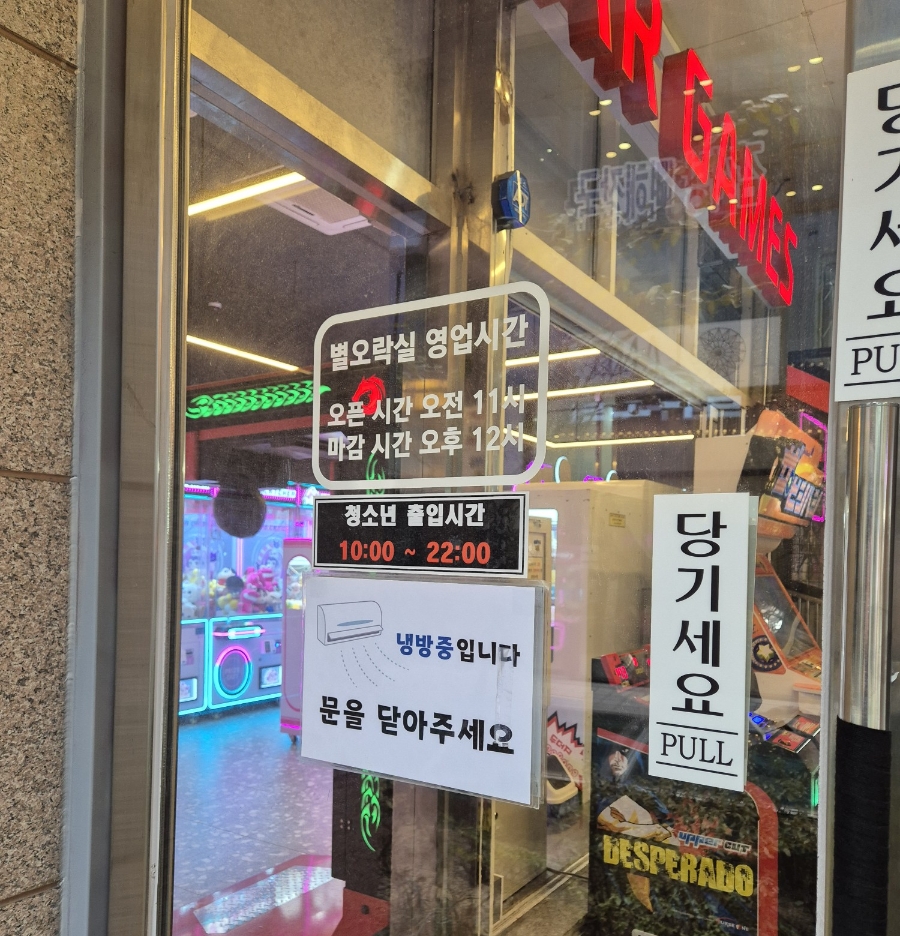 GAMES
별오락실 영업시간
오픈 시간 오전 11시
마감 시간 오후 12시
청소년 출입시간
10:00 ~ 22:00
냉방중입니다
문을 닫아주세요
당기세요
PULL
당기세요
PU
UPPER CUT
DESPERADO